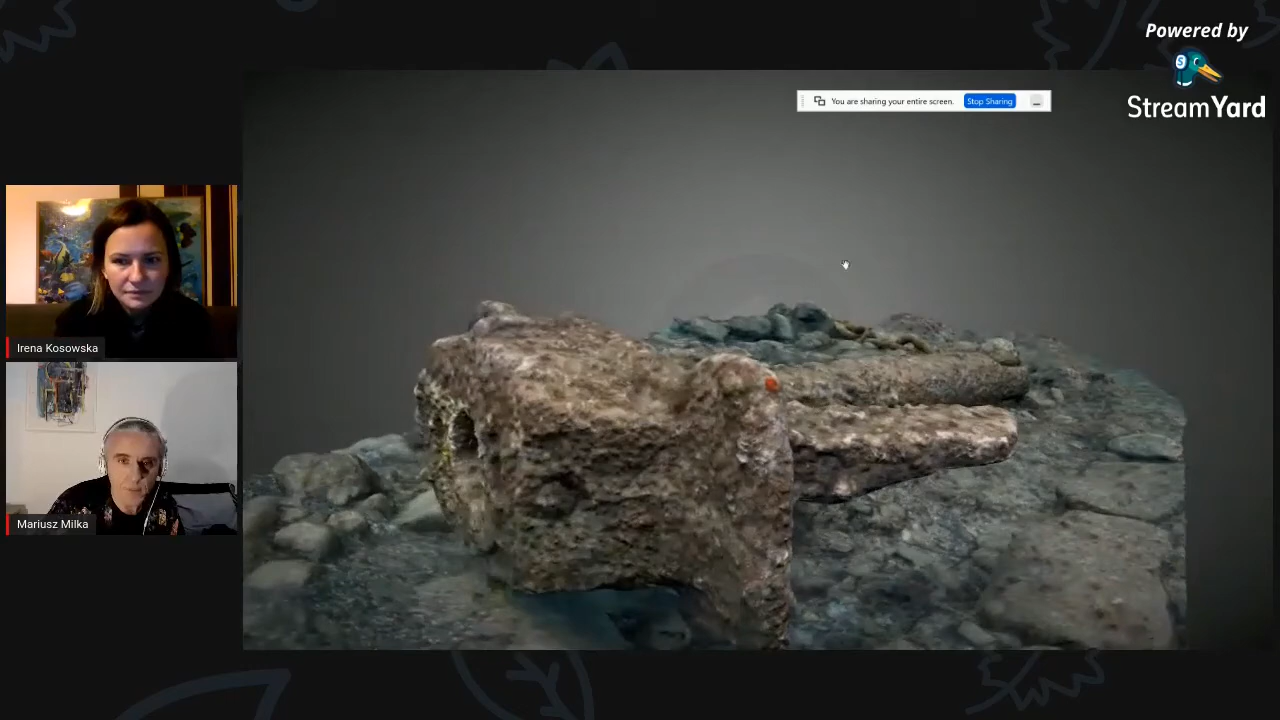 Powered by
StreamYard
You are sharing your entire screen.
Stop Sharing
Irena Kosowska
Mariusz Milka